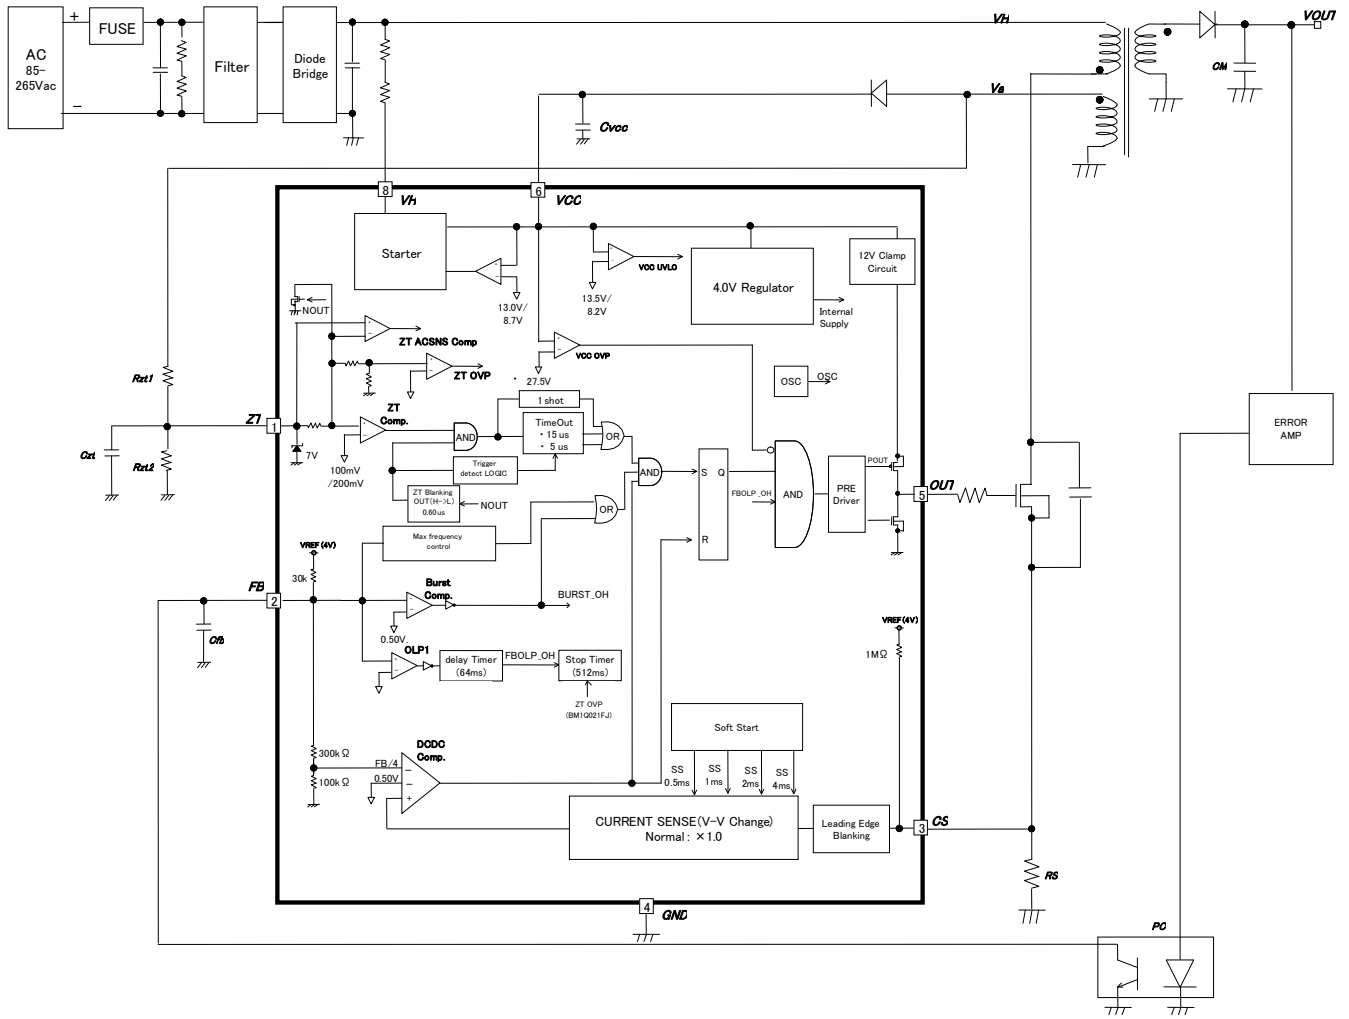 AC
85-
265Vac
+
−
FUSE
Filter
Diode
Bridge
VH
VOUT
CM
Va
Cvcc
8
VH
6
VCC
Starter
+
−
13.0V/
8.7V
+
−
VCC UVLO
13.5V/
8.2V
4.0V Regulator
Internal
Supply
12V Clamp
Circuit
NOUT
+
−
ZT ACSNS Comp
+
−
ZT OVP
+
−
VCC OVP
27.5V
OSC
OSC
Rzt1
ZT
1
Czt
Rzt2
7V
ZT
Comp.
+
−
100mV
/200mV
AND
1 shot
TimeOut
・15 us
・5 us
OR
Trigger
detect LOGIC
ZT Blanking
OUT(H->L)
0.60us
NOUT
OR
AND
Max frequency
control
S Q
R
FBOLP_OH
AND
PRE
Driver
POUT
5
OUT
ERROR
AMP
VREF(4V)
30k
FB
2
Cfb
Burst
Comp.
+
−
0.50V
BURST_OH
OLP1
+
−
delay Timer
(64ms)
FBOLP_OH
Stop Timer
(512ms)
ZT OVP
(BM1Q021FJ)
VREF(4V)
1MΩ
Soft Start
SS
0.5ms
SS
1ms
SS
2ms
SS
4ms
300kΩ
100kΩ
FB/4
0.50V
DCDC
Comp.
−
−
+
CURRENT SENSE(V-V Change)
Normal: ×1.0
Leading Edge
Blanking
3
CS
RS
4
GND
PC